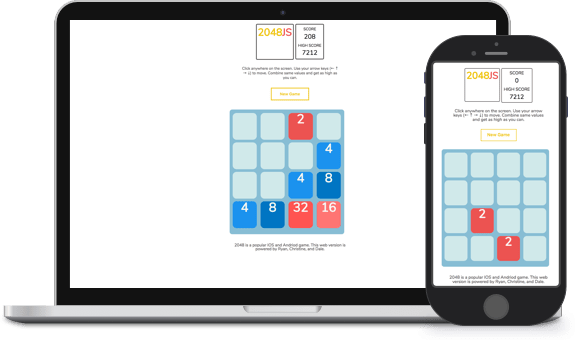 2048JS
SCORE
208
HIGH SCORE
7212
Click anywhere on the screen. Use your arrow keys (← ↑
→ ↓) to move. Combine same values and get as high as
you can.
New Game
2
4
4 8
4 8 32 16
2048 is a popular IOS and Andriod game. This web version is
powered by Ryan, Christine, and Dale.
2048JS
SCORE
0
HIGH SCORE
7212
Click anywhere on the screen. Use your arrow
keys (← ↑ → ↓) to move. Combine same values
and get as high as you can.
New Game
2
2
2048 is a popular IOS and Andriod game. This web
version is powered by Ryan, Christine, and Dale.